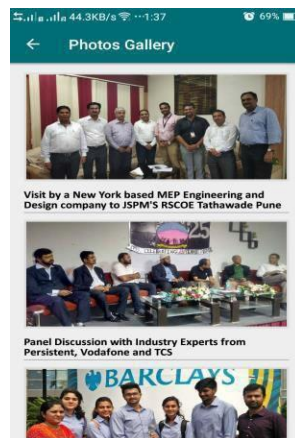 44.3KB/s ···1:37 69%
← Photos Gallery
Visit by a New York based MEP Engineering and
Design company to JSPM'S RSCOE Tathawade Pune
25
Panel Discussion with Industry Experts from
Persistent, Vodafone and TCS
BARCLAYS